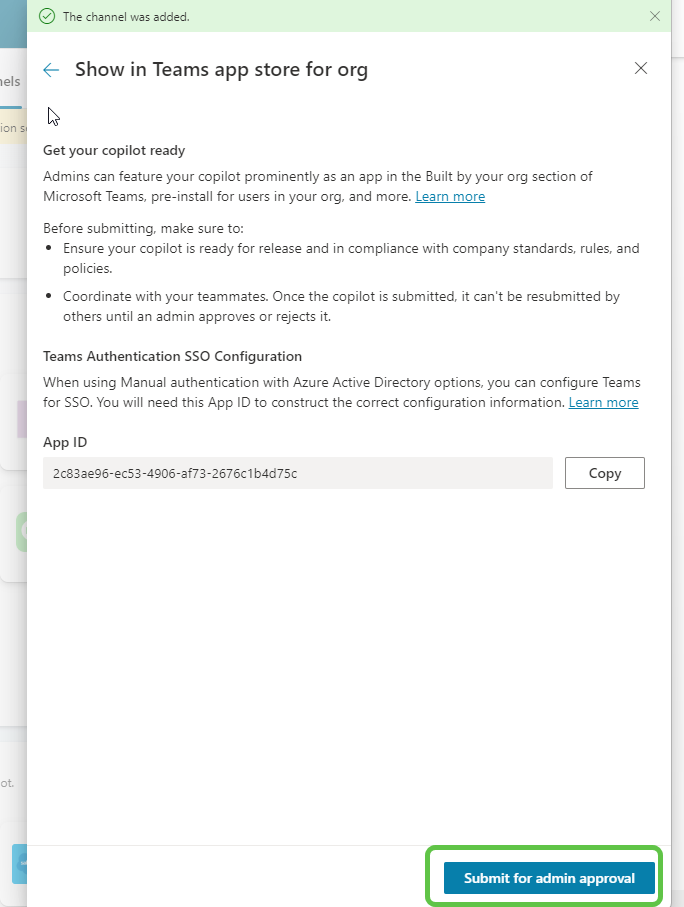 The channel was added.
Show in Teams app store for org
nels
ion se
Get your copilot ready
Admins can feature your copilot prominently as an app in the Built by your org section of
Microsoft Teams, pre-install for users in your org, and more. Learn more
Before submitting, make sure to:
• Ensure your copilot is ready for release and in compliance with company standards, rules, and
policies.
• Coordinate with your teammates. Once the copilot is submitted, it can't be resubmitted by
others until an admin approves or rejects it.
Teams Authentication SSO Configuration
When using Manual authentication with Azure Active Directory options, you can configure Teams
for SSO. You will need this App ID to construct the correct configuration information. Learn more
App ID
2c83ae96-ec53-4906-af73-2676c1b4d75c
Copy
ot.
Submit for admin approval